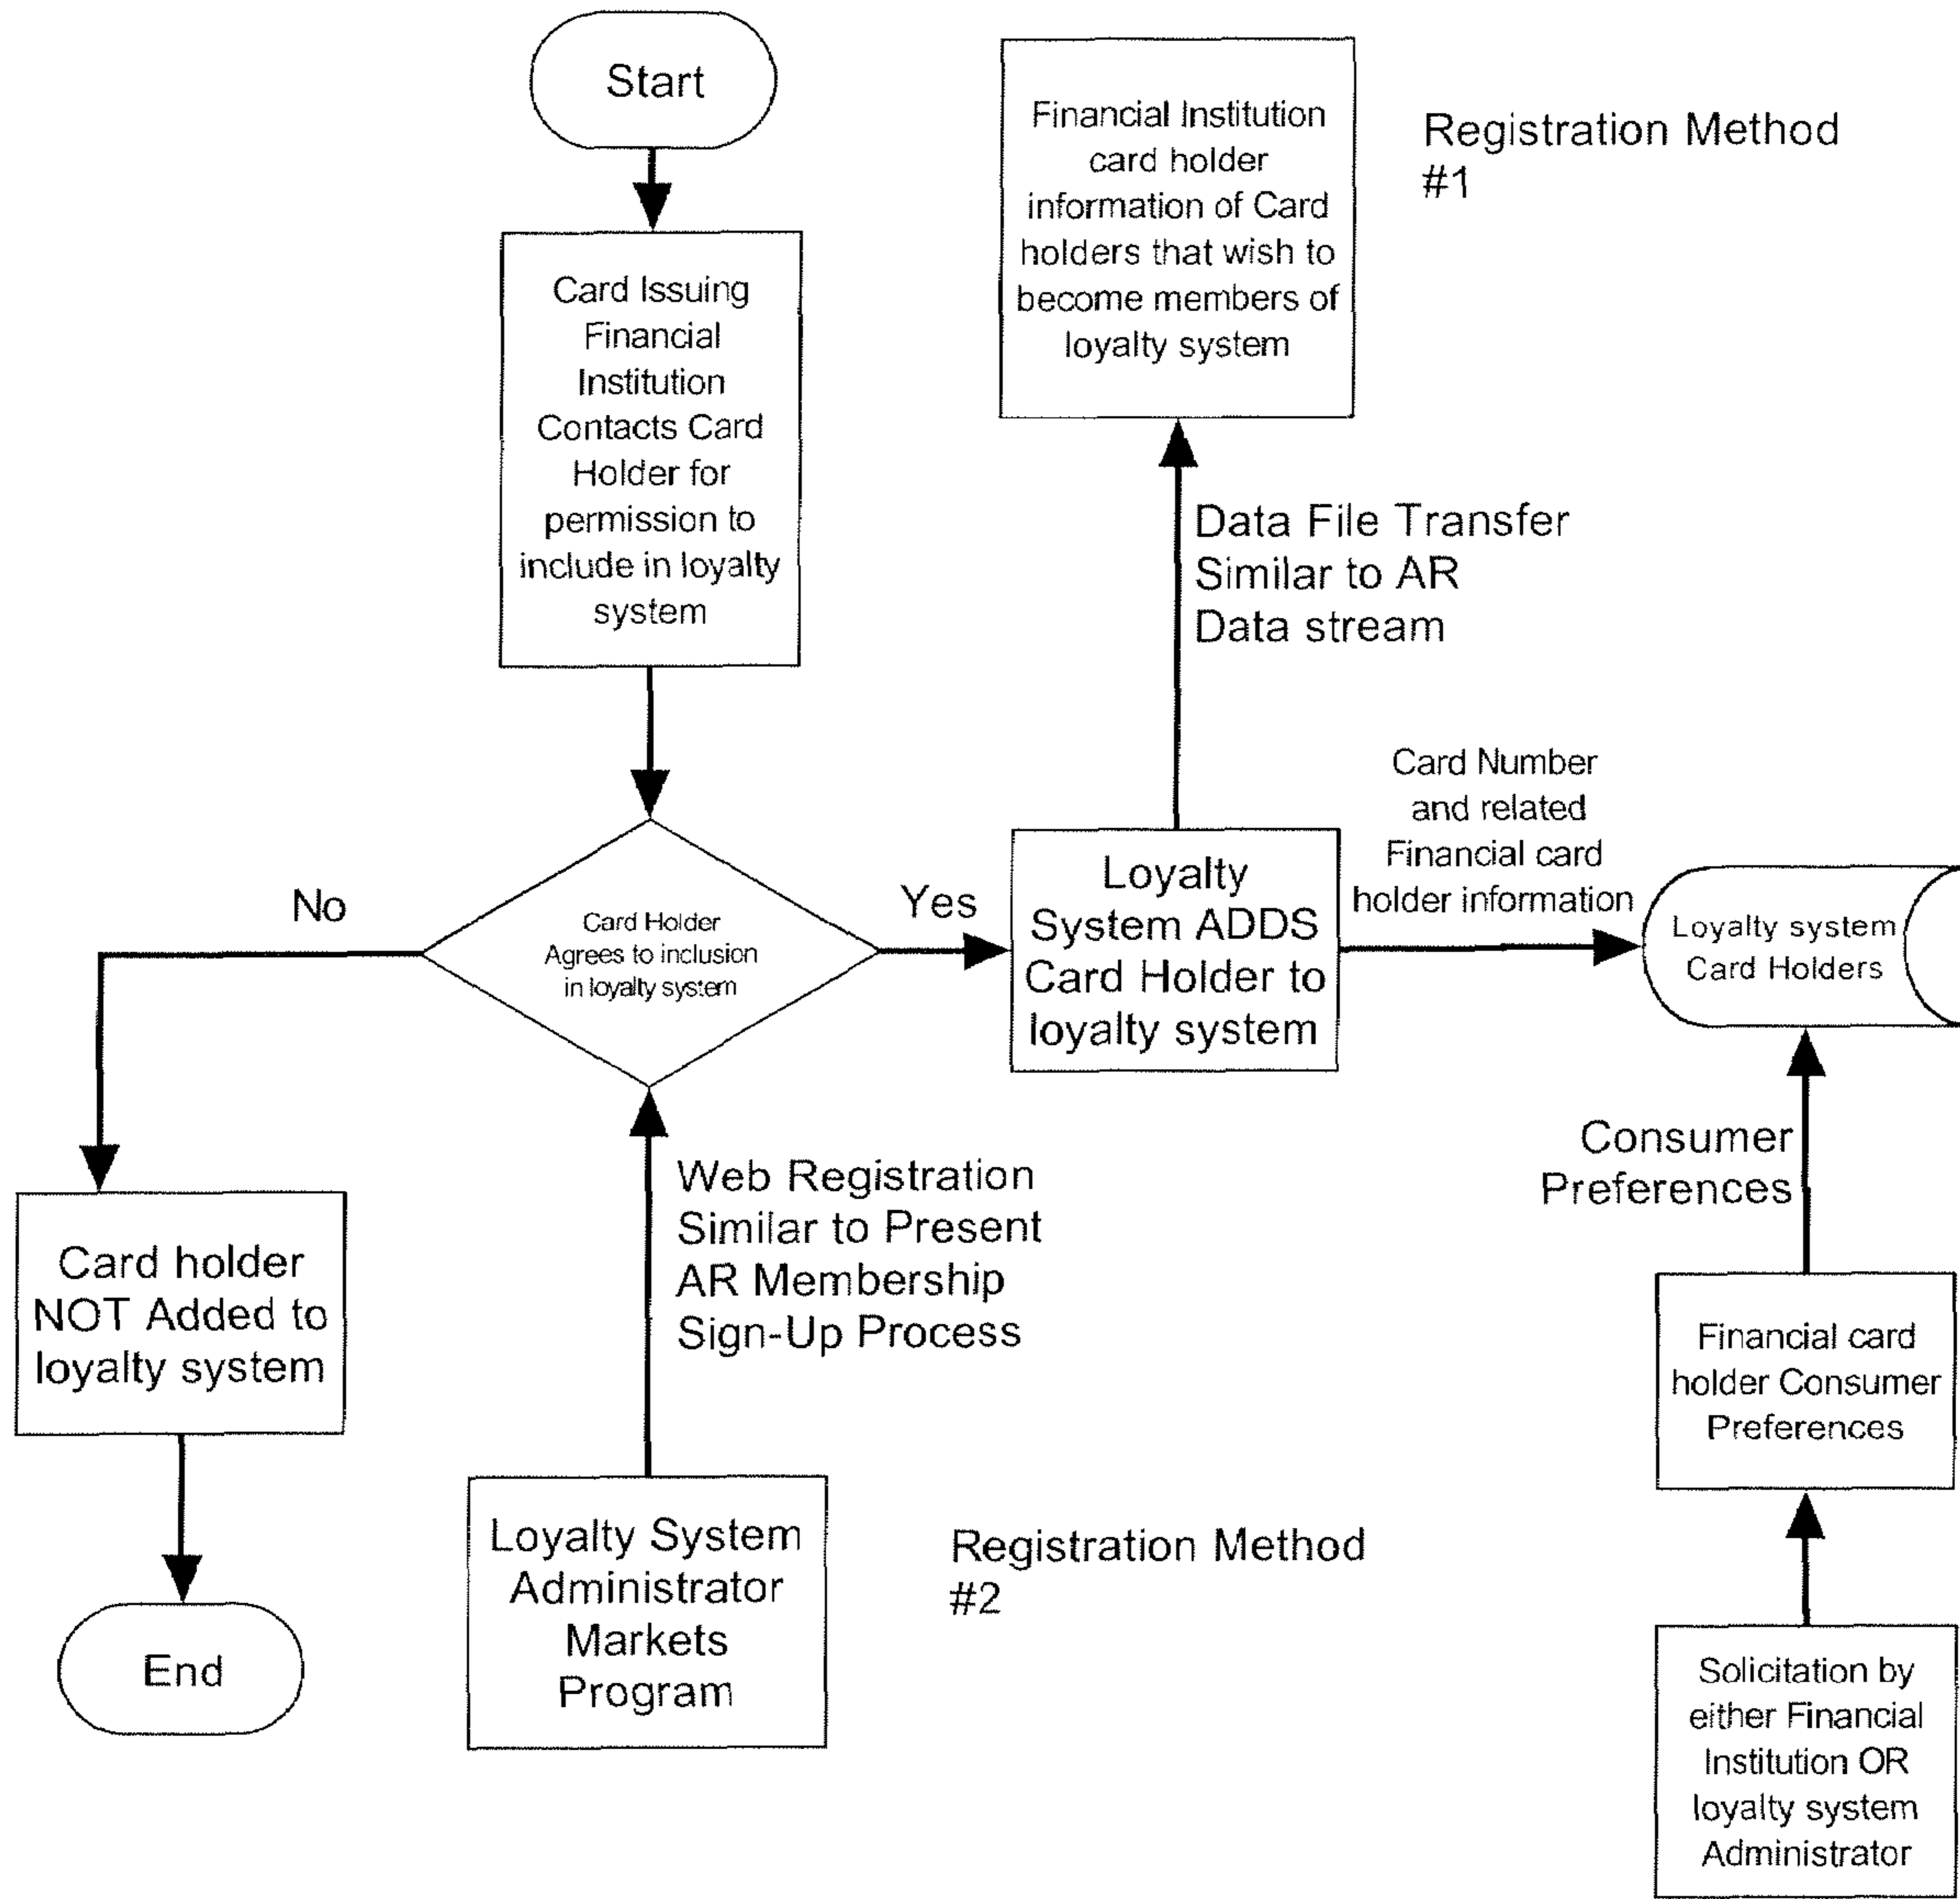 Start
Card Issuing
Financial
Institution
Contacts Card
Holder for
permission to
include in loyalty
system
Financial Institution
card holder
information of Card
holders that wish to
become members of
loyalty system
Registration Method
#1
Data File Transfer
Similar to AR
Data stream
No
Card Holder
Agrees to inclusion
in loyalty system
Yes
Loyalty
System ADDS
Card Holder to
loyalty system
Card Number
and related
Financial card
holder information
Loyalty system
Card Holders
Card holder
NOT Added to
loyalty system
End
Web Registration
Similar to Present
AR Membership
Sign-Up Process
Loyalty System
Administrator
Markets
Program
Registration Method
#2
Consumer
Preferences
Financial card
holder Consumer
Preferences
Solicitation by
either Financial
Institution OR
loyalty system
Administrator